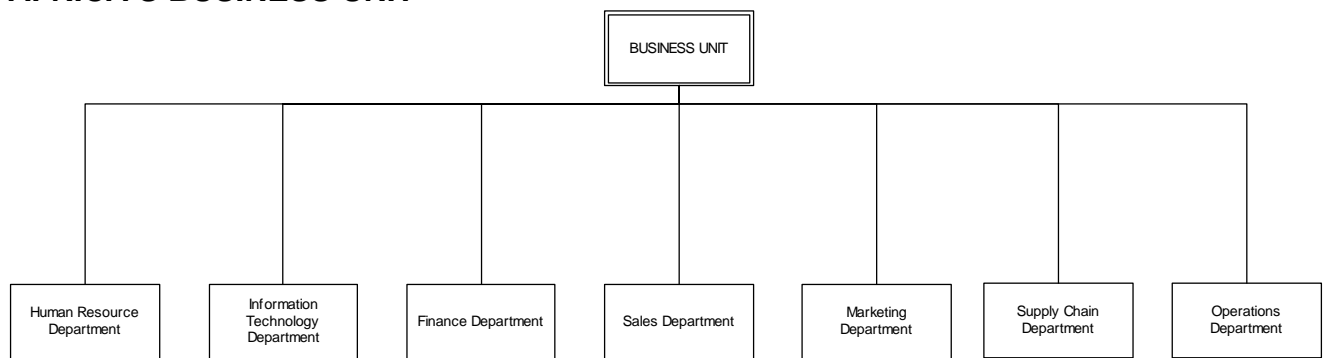 BUSINESS UNIT
Human Resource
Department
Information
Technology
Department
Finance Department
Sales Department
Marketing
Department
Supply Chain
Department
Operations
Department